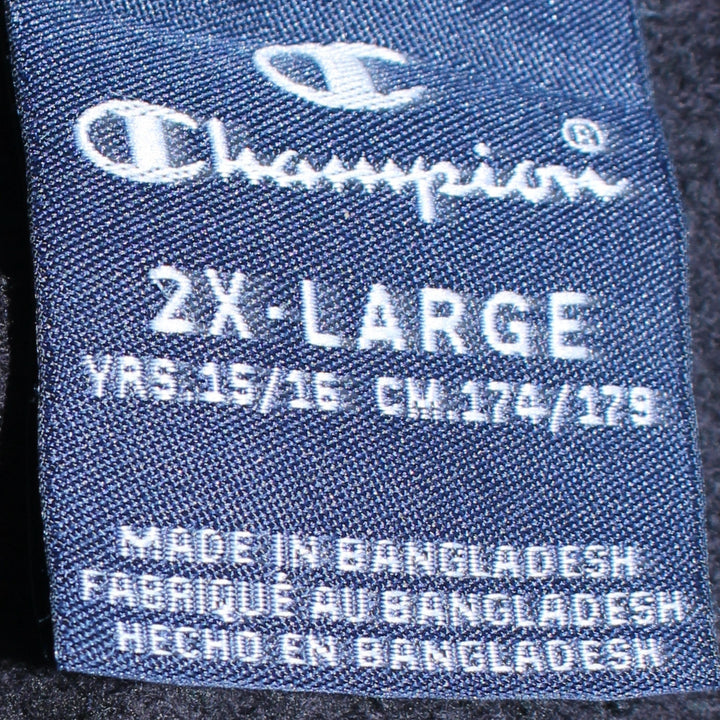 Champion®
2X-LARGE
YRS.15/16 CM.174/179
MADE IN BANGLADESH
FABRIQUÉ AU BANGLADESH
HECHO EN BANGLADESH